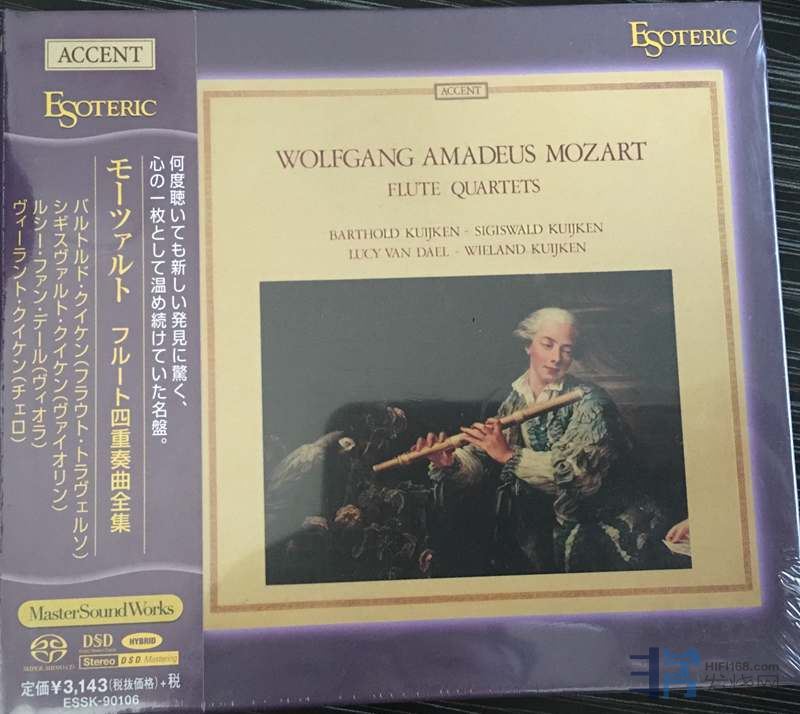 ACCENT
ESOTERIC
何度聴いても新しい発見に驚く、
心の一枚として温め続けていた名盤。
モーツァルト フルート四重奏曲全集
バルトルド・クイケン(フラウト・トラヴェルソ)
シギスヴァルト・クイケン(ヴァイオリン)
ルシー・ファン・デール(ヴィオラ)
ヴィーラント・クイケン(チェロ)
MasterSoundWorks
SUPER AUDIO CD
DSD
HYBRID
Stereo DSD Mastering
定価¥3,143(税抜価格)+税
ESSK-90106
ESOTERIC
ACCENT
WOLFGANG AMADEUS MOZART
FLUTE QUARTETS
BARTHOLD KUIJKEN - SIGISWALD KUIJKEN
LUCY VAN DAEL - WIELAND KUIJKEN
HIFI168.com
发烧网